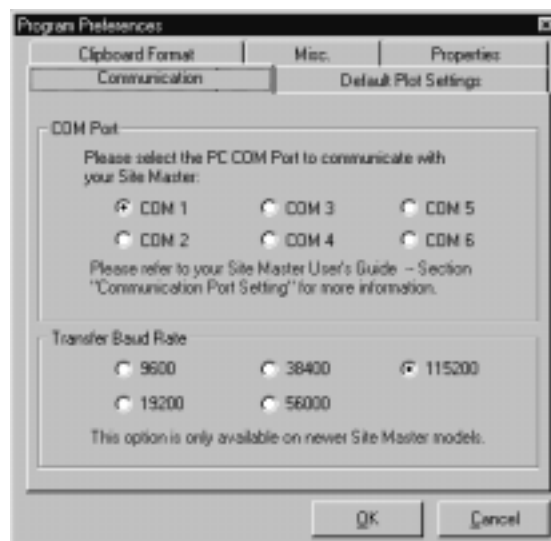 Program Preferences
Clipboard Format Misc. Properties
Communication Default Plot Settings
COM Port
Please select the PC COM Port to communicate with
your Site Master:
COM 1 COM 3 COM 5
COM 2 COM 4 COM 6
Please refer to your Site Master User's Guide -- Section
"Communication Port Setting" for more information.
Transfer Baud Rate
9600 38400 115200
19200 56000
This option is only available on newer Site Master models.
OK Cancel